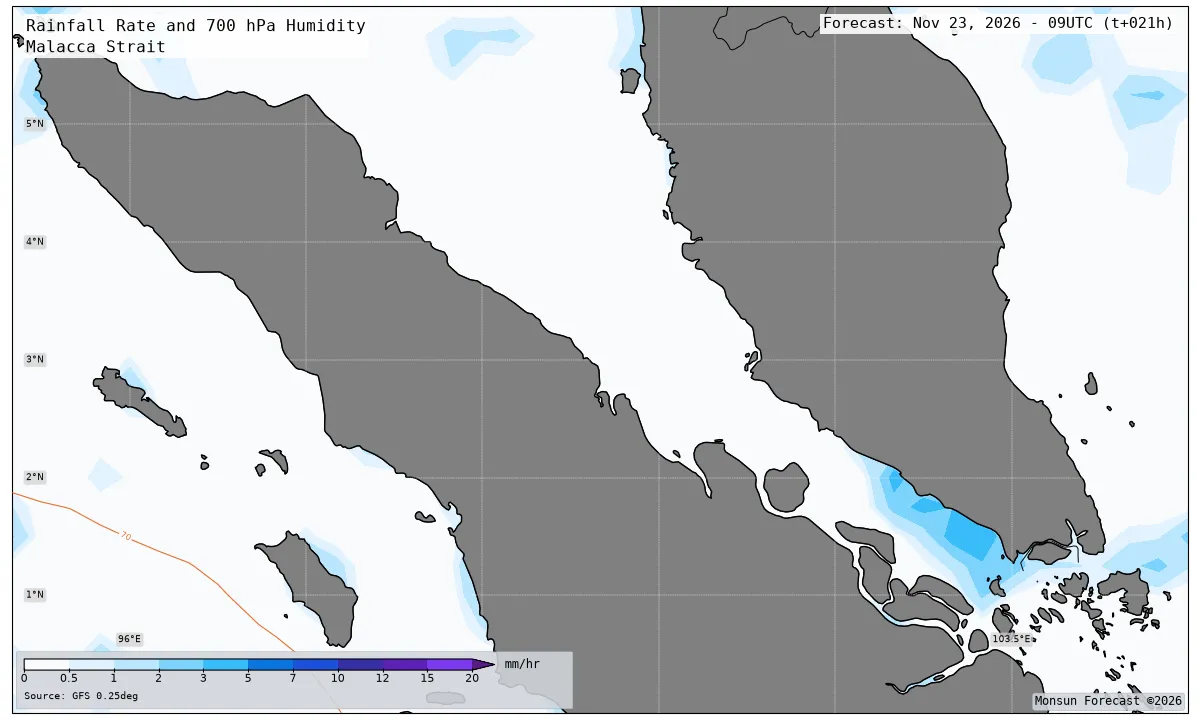 Rainfall Rate and 700 hPa Humidity
Malacca Strait
Forecast: Nov 23, 2026 - 09UTC (t+021h)
5°N
4°N
3°N
2°N
70
1°N
96°E
103.5°E
mm/hr
0 0.5 1 2 3 5 7 10 12 15 20
Source: GFS 0.25deg
Monsun Forecast ©2026